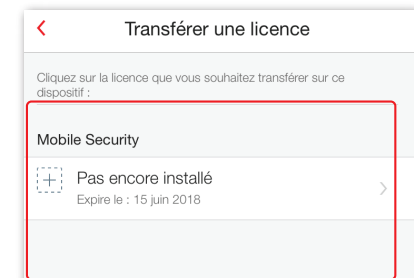 Transférer une licence
Cliquez sur la licence que vous souhaitez transférer sur ce
dispositif :
Mobile Security
Pas encore installé
Expire le : 15 juin 2018